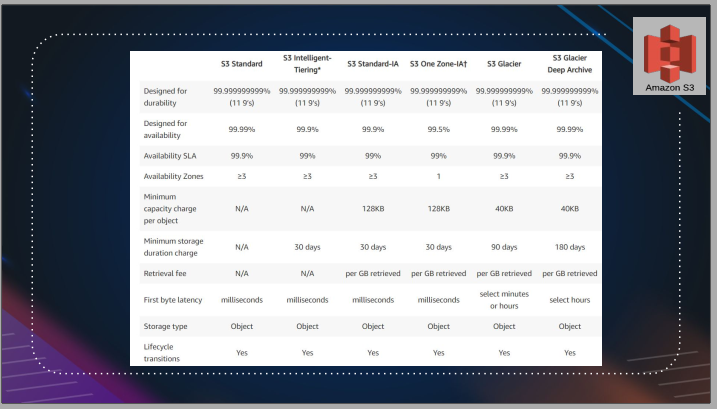 Amazon S3
S3 Standard S3 Intelligent-Tiering* S3 Standard-IA S3 One Zone-IA† S3 Glacier S3 Glacier Deep Archive
Designed for durability 99.999999999% (11 9's) 99.999999999% (11 9's) 99.999999999% (11 9's) 99.999999999% (11 9's) 99.999999999% (11 9's) 99.999999999% (11 9's)
Designed for availability 99.99% 99.9% 99.9% 99.5% 99.99% 99.99%
Availability SLA 99.9% 99% 99% 99% 99.9% 99.9%
Availability Zones ≥3 ≥3 ≥3 1 ≥3 ≥3
Minimum capacity charge per object N/A N/A 128KB 128KB 40KB 40KB
Minimum storage duration charge N/A 30 days 30 days 30 days 90 days 180 days
Retrieval fee N/A N/A per GB retrieved per GB retrieved per GB retrieved per GB retrieved
First byte latency milliseconds milliseconds milliseconds milliseconds select minutes or hours select hours
Storage type Object Object Object Object Object Object
Lifecycle transitions Yes Yes Yes Yes Yes Yes